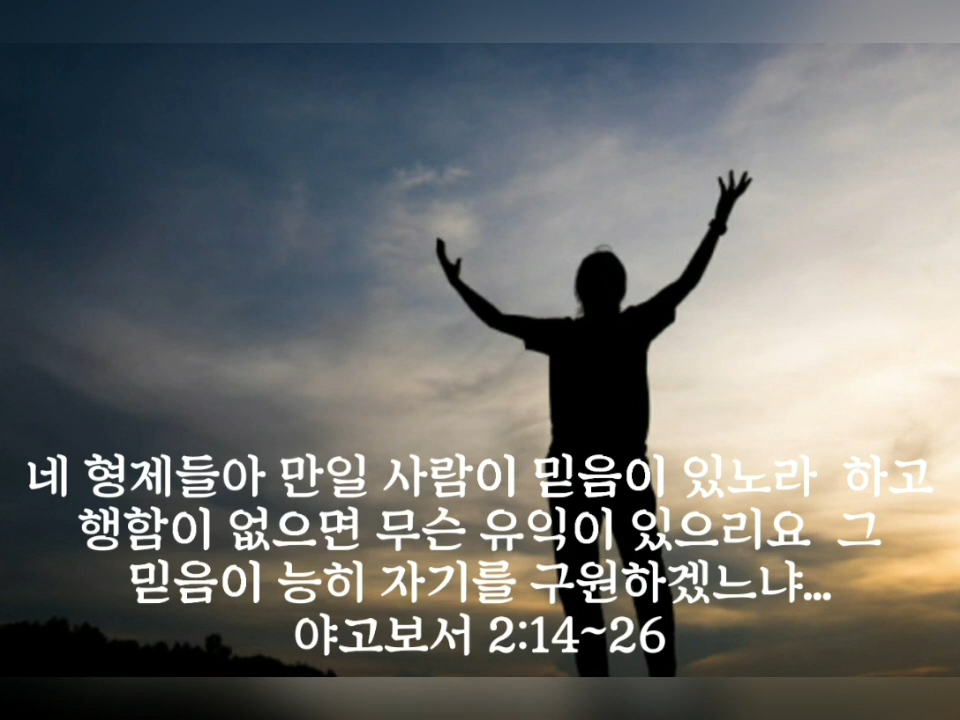 네 형제들아 만일 사람이 믿음이 있노라 하고
행함이 없으면 무슨 유익이 있으리요 그
믿음이 능히 자기를 구원하겠느냐...
야고보서 2:14~26